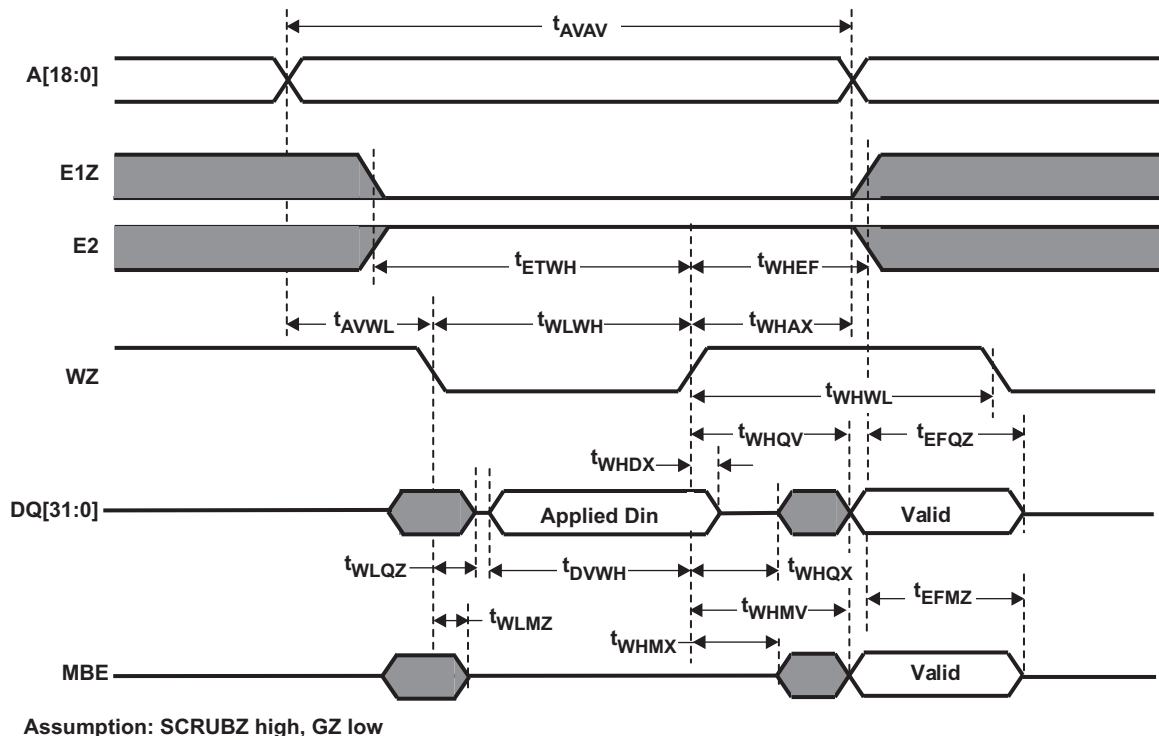 tAVAV
A[18:0]
E1Z
E2
tETWH
tWHEF
tAVWL
tWLWH
tWHAX
WZ
tWHWL
tWHQV
tEFQZ
tWHDX
DQ[31:0]
Applied Din
Valid
tWLQZ
tDVWH
tWHQX
tEFMZ
tWHMV
tWLMZ
tWHMX
MBE
Valid
Assumption: SCRUBZ high, GZ low